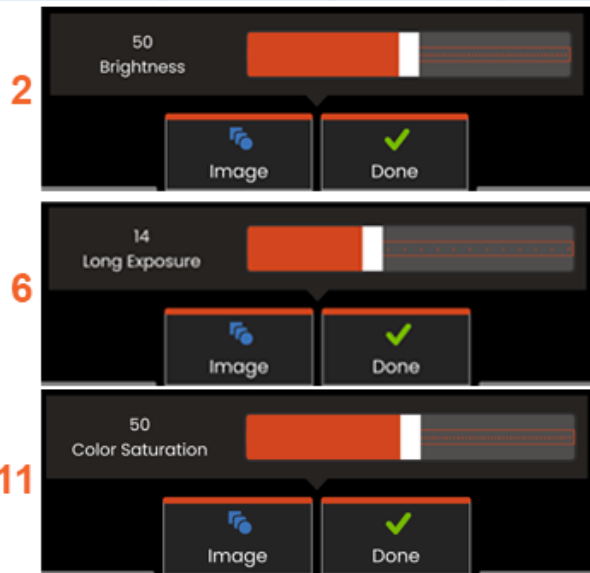 2
50
Brightness
Image
Done
6
14
Long Exposure
Image
Done
11
50
Color Saturation
Image
Done